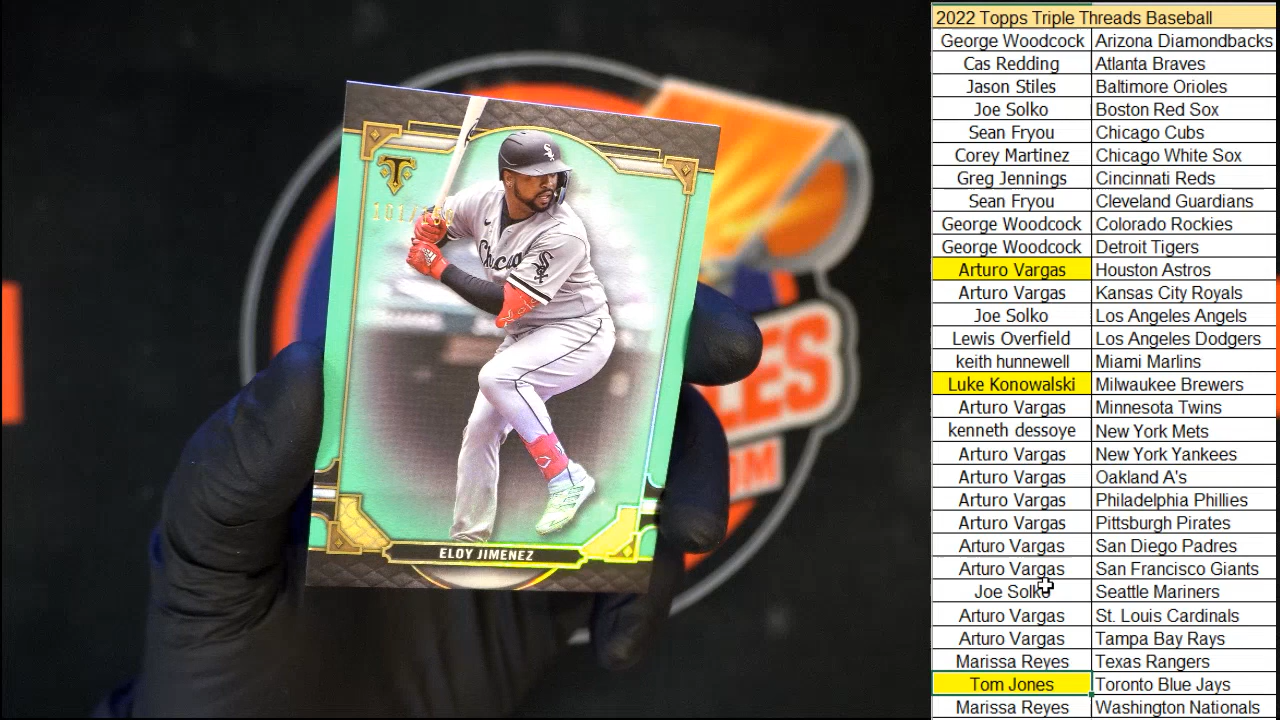 2022 Topps Triple Threads Baseball
George Woodcock Arizona Diamondbacks
Cas Redding Atlanta Braves
Jason Stiles Baltimore Orioles
Joe Solko Boston Red Sox
Sean Fryou Chicago Cubs
Corey Martinez Chicago White Sox
Greg Jennings Cincinnati Reds
Sean Fryou Cleveland Guardians
George Woodcock Colorado Rockies
George Woodcock Detroit Tigers
Arturo Vargas Houston Astros
Arturo Vargas Kansas City Royals
Joe Solko Los Angeles Angels
Lewis Overfield Los Angeles Dodgers
keith hunnewell Miami Marlins
Luke Konowalski Milwaukee Brewers
Arturo Vargas Minnesota Twins
kenneth dessoye New York Mets
Arturo Vargas New York Yankees
Arturo Vargas Oakland A's
Arturo Vargas Philadelphia Phillies
Arturo Vargas Pittsburgh Pirates
Arturo Vargas San Diego Padres
Arturo Vargas San Francisco Giants
Joe Solko Seattle Mariners
Arturo Vargas St. Louis Cardinals
Arturo Vargas Tampa Bay Rays
Marissa Reyes Texas Rangers
Tom Jones Toronto Blue Jays
Marissa Reyes Washington Nationals
T
Chicago
ELOY JIMENEZ